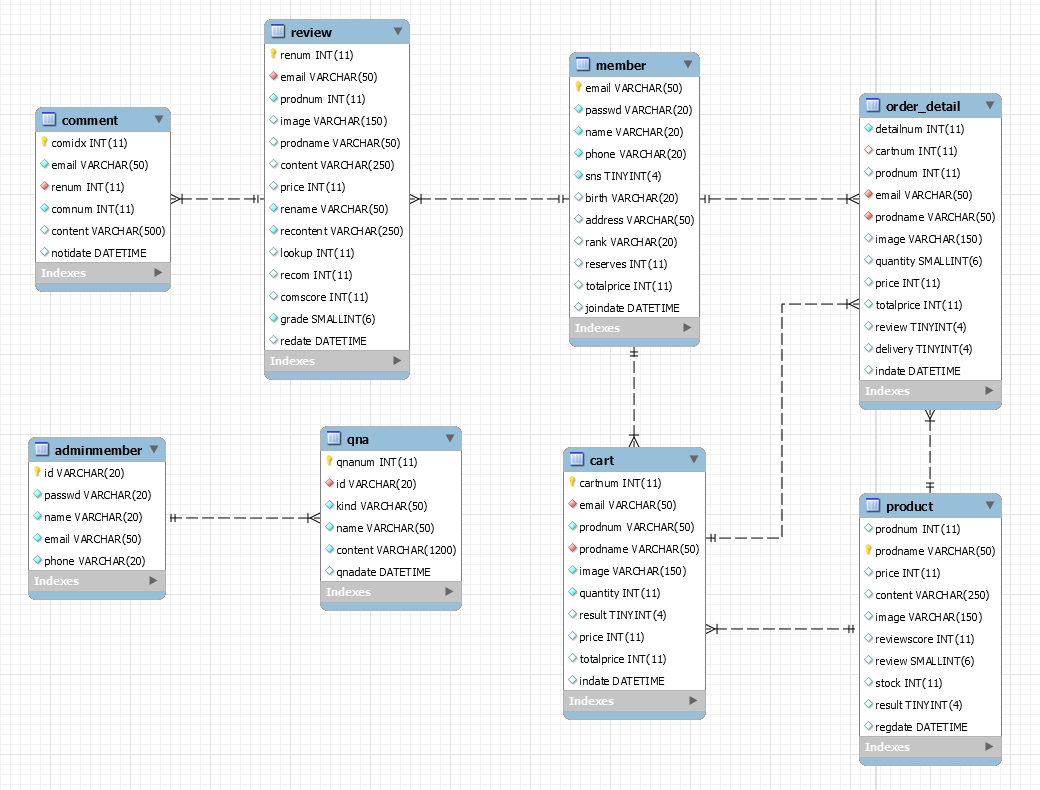 review
renum INT(11)
email VARCHAR(50)
prodnum INT(11)
image VARCHAR(150)
prodname VARCHAR(50)
content VARCHAR(250)
price INT(11)
rename VARCHAR(50)
recontent VARCHAR(250)
lookup INT(11)
recom INT(11)
comscore INT(11)
grade SMALLINT(6)
redate DATETIME
Indexes
member
email VARCHAR(50)
passwd VARCHAR(20)
name VARCHAR(20)
phone VARCHAR(20)
sns TINYINT(4)
birth VARCHAR(20)
address VARCHAR(50)
rank VARCHAR(20)
reserves INT(11)
totalprice INT(11)
joindate DATETIME
Indexes
order_detail
detailnum INT(11)
cartnum INT(11)
prodnum INT(11)
email VARCHAR(50)
prodname VARCHAR(50)
image VARCHAR(150)
quantity SMALLINT(6)
price INT(11)
totalprice INT(11)
review TINYINT(4)
delivery TINYINT(4)
indate DATETIME
Indexes
comment
comidx INT(11)
email VARCHAR(50)
renum INT(11)
comnum INT(11)
content VARCHAR(500)
notidate DATETIME
Indexes
adminmember
id VARCHAR(20)
passwd VARCHAR(20)
name VARCHAR(20)
email VARCHAR(50)
phone VARCHAR(20)
Indexes
qna
qnanum INT(11)
id VARCHAR(20)
kind VARCHAR(50)
name VARCHAR(50)
content VARCHAR(1200)
qnadate DATETIME
Indexes
cart
cartnum INT(11)
email VARCHAR(50)
prodnum VARCHAR(50)
prodname VARCHAR(50)
image VARCHAR(150)
quantity INT(11)
result TINYINT(4)
price INT(11)
totalprice INT(11)
indate DATETIME
Indexes
product
prodnum INT(11)
prodname VARCHAR(50)
price INT(11)
content VARCHAR(250)
image VARCHAR(150)
reviewscore INT(11)
review SMALLINT(6)
stock INT(11)
result TINYINT(4)
regdate DATETIME
Indexes